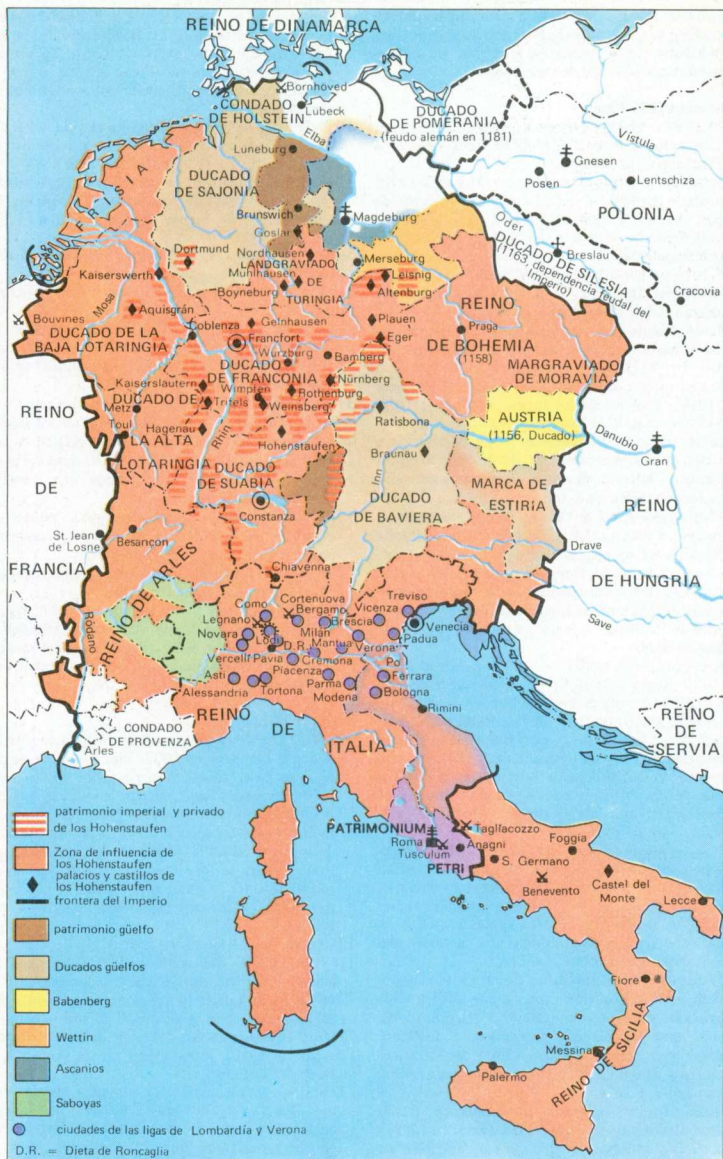 REINO DE DINAMARCA
Bornhöved
CONDADO
DE HOLSTEIN
Lubeck
DUCADO
DE POMERANIA
(feudo alemán en 1181)
Elba
Vístula
Luneburg
Gnesen
Posen
Lentschiza
POLONIA
FRISIA
DUCADO
DE SAJONIA
Brunswich
Goslar
Magdeburg
Oder
DUCADO DE SILESIA
(1163, dependencia feudal del
Imperio)
Breslau
Cracovia
Dortmund
Nordhausen
Merseburg
LANDGRAVIADO
DE
TURINGIA
Leisnig
Kaiserswerth
Muhlhausen
Boyneburg
Altenburg
REINO
DE BOHEMIA
(1158)
Praga
Mosa
Bouvines
Aquisgrán
DUCADO DE LA
BAJA LOTARINGIA
Coblenza
Gelnhausen
Plauen
Francfort
Eger
Wurzburg
Bamberg
DUCADO
DE FRANCONIA
MARGRAVIADO
DE MORAVIA
Kaiserslautern
Wimpfen
Nürnberg
Rothenburg
DUCADO DE
LA ALTA
LOTARINGIA
Trifels
Weinsberg
Metz
Toul
REINO
DE
FRANCIA
Hagenau
Rhin
Hohenstaufen
Ratisbona
AUSTRIA
(1156, Ducado)
Danubio
Gran
Braunau
Inn
DUCADO
DE SUABIA
DUCADO
DE BAVIERA
MARCA DE
ESTIRIA
REINO
DE HUNGRIA
Constanza
St. Jean
de Losne
Besançon
Drave
Save
Chiavenna
REINO DE ARLES
Ródano
Como
Cortenuova
Treviso
Legnano
Bergamo
Vicenza
Novara
Lodi
Milán
Brescia
Venecia
D.R.
Mantua
Verona
Padua
Vercelli
Pavia
Cremona
Po
Asti
Piacenza
Ferrara
Alessandria
Tortona
Parma
Modena
Bologna
REINO
DE
ITALIA
Rimini
REINO
DE
SERVIA
CONDADO
DE PROVENZA
Arles
PATRIMONIUM
PETRI
Roma
Tusculum
Tagliacozzo
Anagni
Foggia
S. Germano
Benevento
Castel del
Monte
Lecce
Fiore
Messina
REINO DE SICILIA
Palermo
patrimonio imperial y privado
de los Hohenstaufen
Zona de influencia de
los Hohenstaufen
palacios y castillos de
los Hohenstaufen
frontera del Imperio
patrimonio güelfo
Ducados güelfos
Babenberg
Wettin
Ascanios
Saboyas
ciudades de las ligas de Lombardía y Verona
D.R. = Dieta de Roncaglia